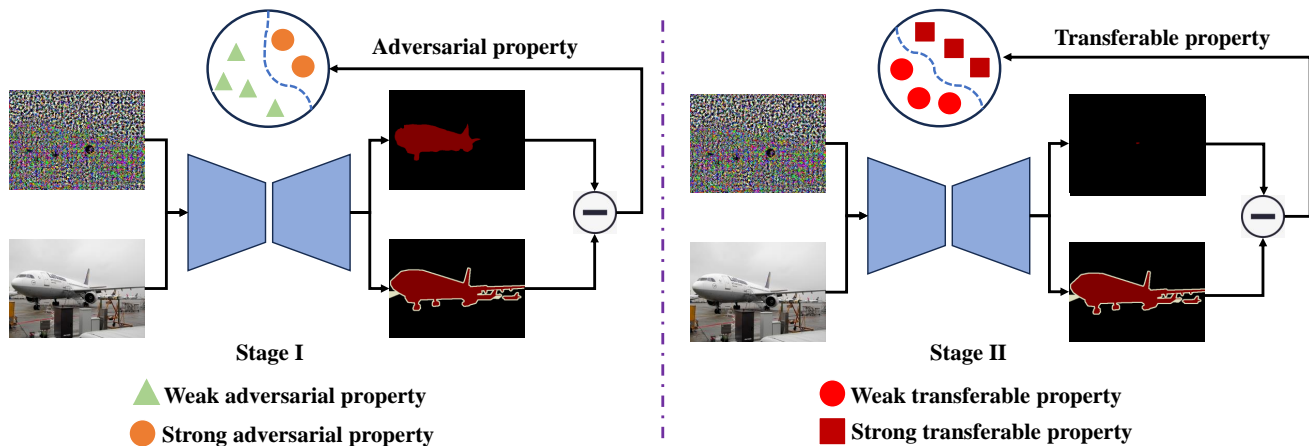 Adversarial property
Transferable property
Stage I
Stage II
Weak adversarial property
Strong adversarial property
Weak transferable property
Strong transferable property